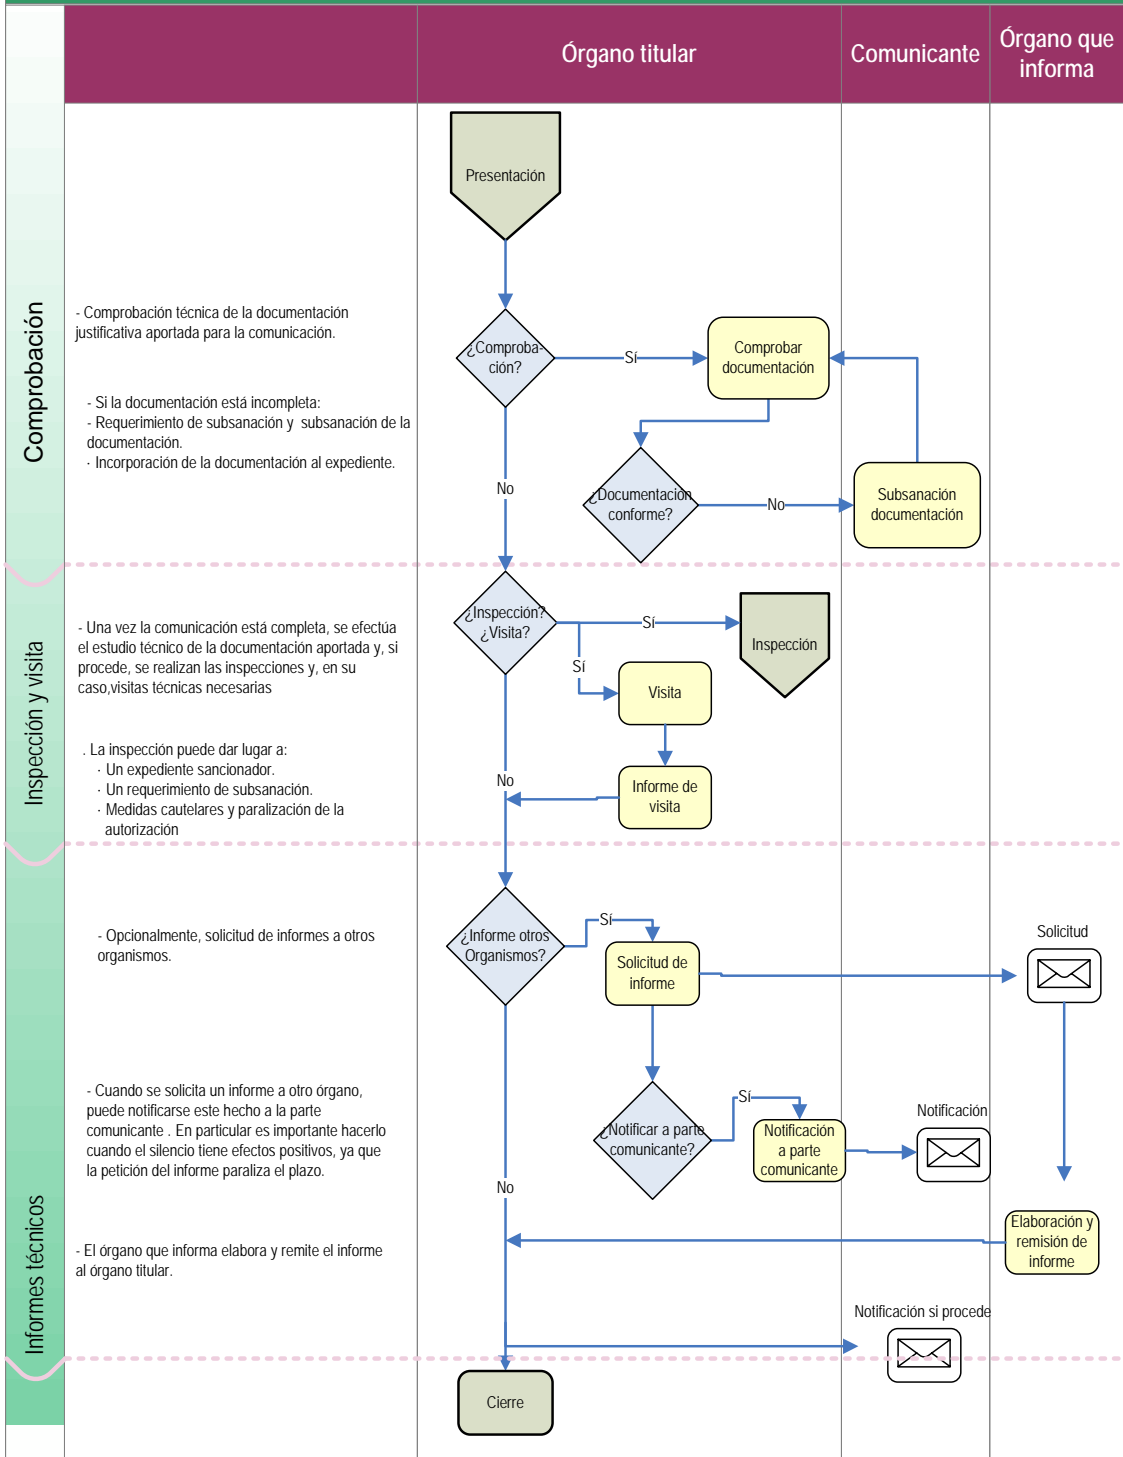 Órgano titular
Comunicante
Órgano que
informa
Comprobación
Presentación
- Comprobación técnica de la documentación
justificativa aportada para la comunicación.
- Si la documentación está incompleta:
- Requerimiento de subsanación y subsanación de la
documentación.
· Incorporación de la documentación al expediente.
¿Comproba-
ción?
Sí
Comprobar
documentación
No
¿Documentación
conforme?
No
Subsanación
documentación
Inspección y visita
- Una vez la comunicación está completa, se efectúa
el estudio técnico de la documentación aportada y, si
procede, se realizan las inspecciones y, en su
caso,visitas técnicas necesarias
. La inspección puede dar lugar a:
· Un expediente sancionador.
· Un requerimiento de subsanación.
· Medidas cautelares y paralización de la
autorización
¿Inspección?
¿Visita?
Sí
Inspección
Sí
Visita
No
Informe de
visita
Informes técnicos
- Opcionalmente, solicitud de informes a otros
organismos.
¿Informe otros
Organismos?
Sí
Solicitud de
informe
Solicitud
- Cuando se solicita un informe a otro órgano,
puede notificarse este hecho a la parte
comunicante . En particular es importante hacerlo
cuando el silencio tiene efectos positivos, ya que
la petición del informe paraliza el plazo.
¿Notificar a parte
comunicante?
Sí
Notificación
a parte
comunicante
Notificación
No
- El órgano que informa elabora y remite el informe
al órgano titular.
Elaboración y
remisión de
informe
Notificación si procede
Cierre